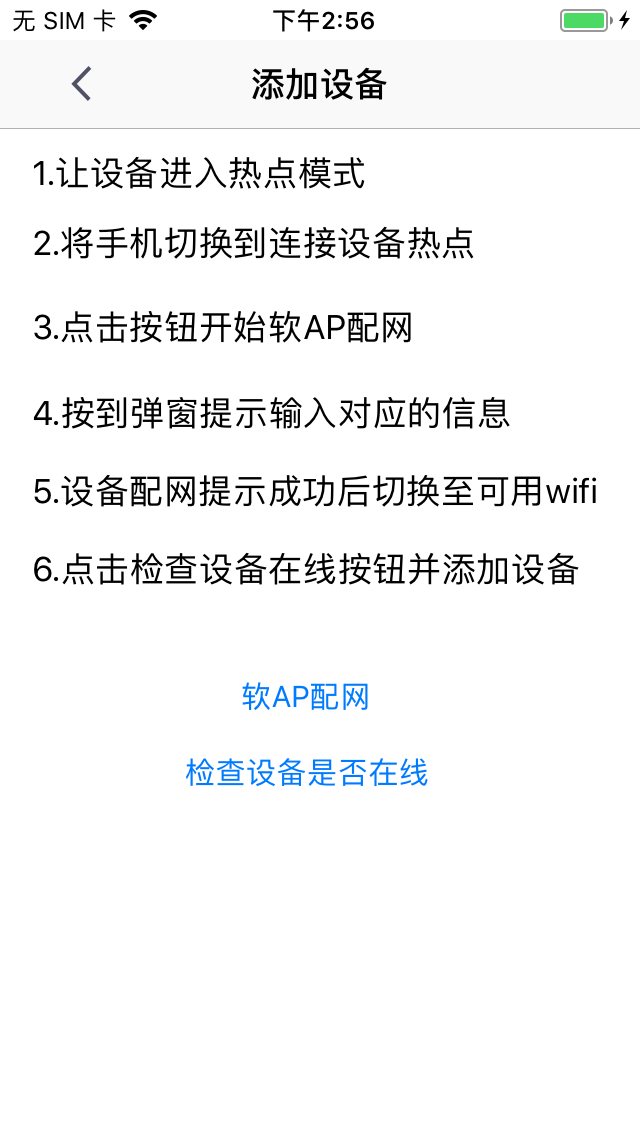 无 SIM 卡 下午2:56
添加设备
1.让设备进入热点模式
2.将手机切换到连接设备热点
3.点击按钮开始软AP配网
4.按到弹窗提示输入对应的信息
5.设备配网提示成功后切换至可用wifi
6.点击检查设备在线按钮并添加设备
软AP配网
检查设备是否在线